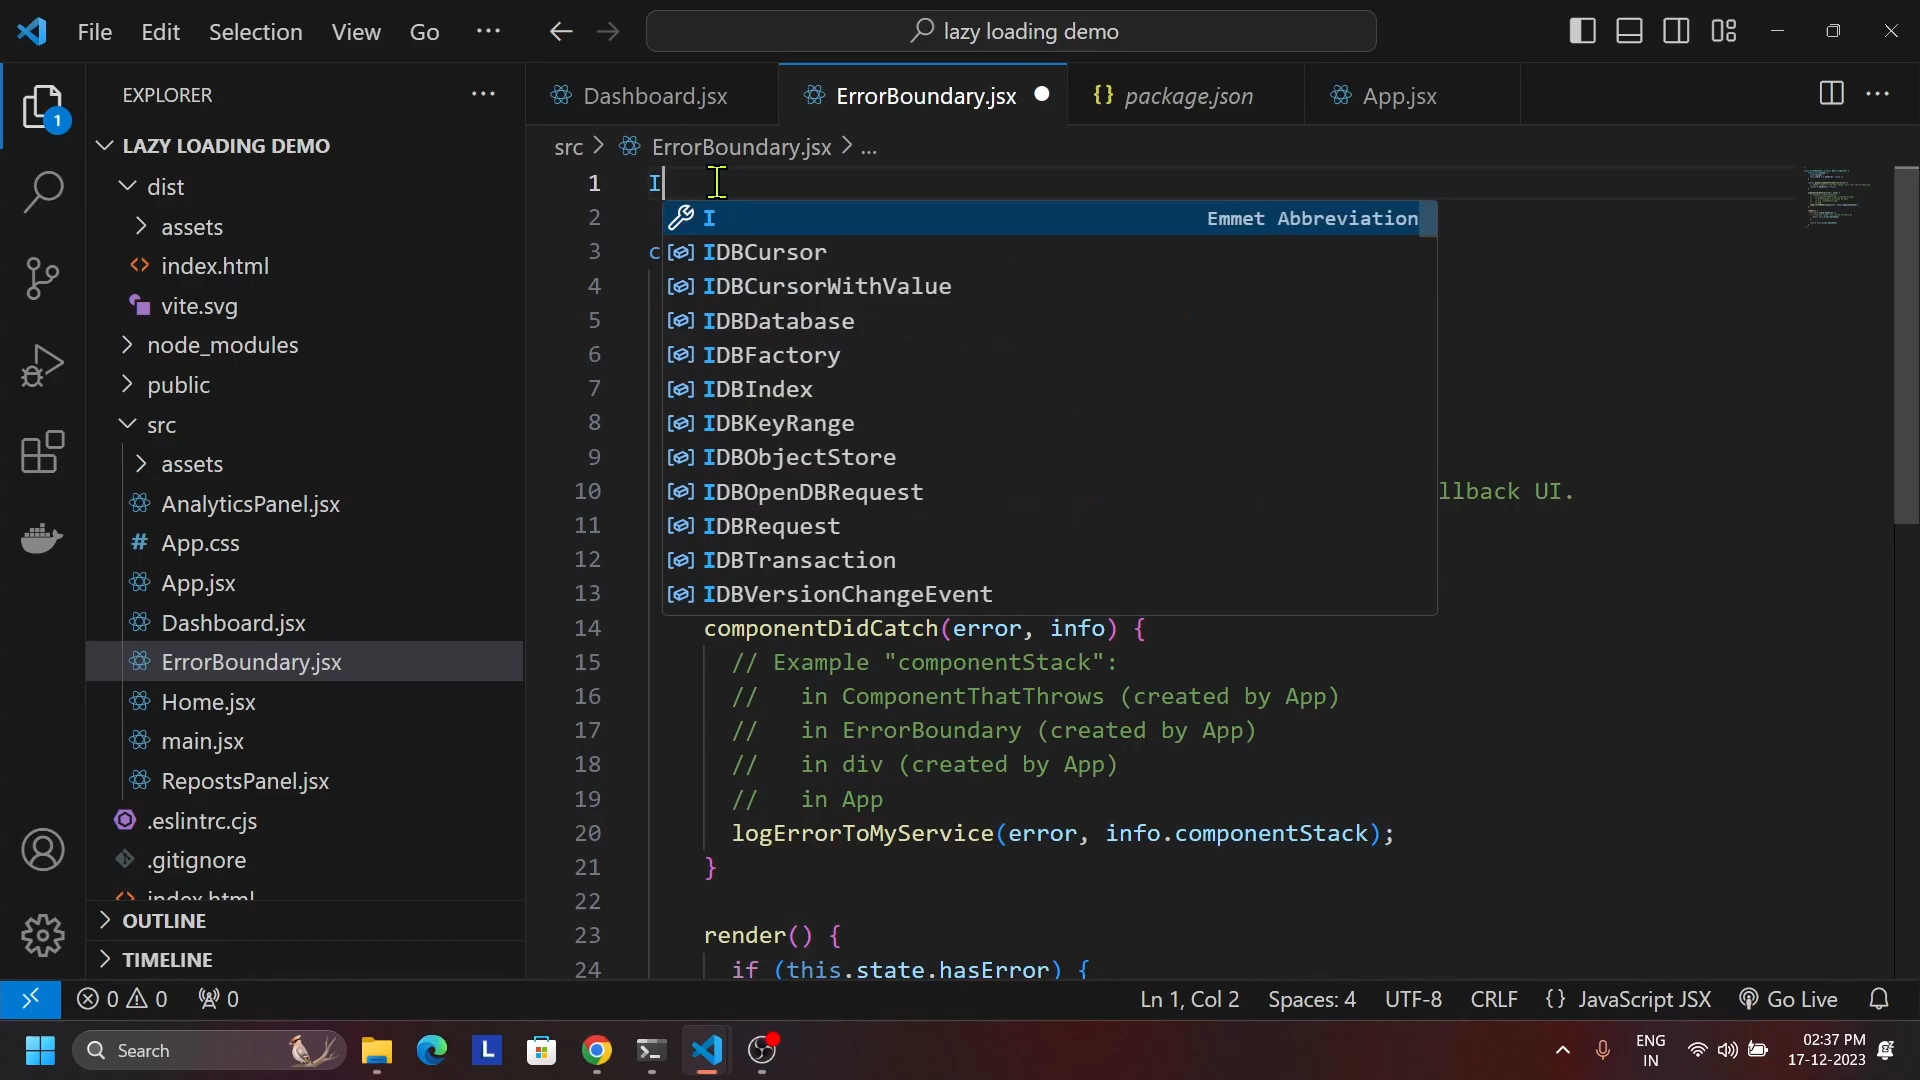 File Edit Selection View Go
lazy loading demo
EXPLORER
Dashboard.jsx
ErrorBoundary.jsx
{} package.json
App.jsx
1
LAZY LOADING DEMO
src > ErrorBoundary.jsx > ...
dist
assets
index.html
vite.svg
node_modules
public
src
assets
AnalyticsPanel.jsx
# App.css
App.jsx
Dashboard.jsx
ErrorBoundary.jsx
Home.jsx
main.jsx
RepostsPanel.jsx
.eslintrc.cjs
.gitignore
index.html
OUTLINE
TIMELINE
1 I
2
3 c
4
5
6
7
8
9
10 llback UI.
11
12
13
I Emmet Abbreviation
IDBCursor
IDBCursorWithValue
IDBDatabase
IDBFactory
IDBIndex
IDBKeyRange
IDBObjectStore
IDBOpenDBRequest
IDBRequest
IDBTransaction
IDBVersionChangeEvent
14 componentDidCatch(error, info) {
15 // Example "componentStack":
16 // in ComponentThatThrows (created by App)
17 // in ErrorBoundary (created by App)
18 // in div (created by App)
19 // in App
20 logErrorToMyService(error, info.componentStack);
21 }
22
23 render() {
24 if (this.state.hasError) {
0 0 0
Ln 1, Col 2 Spaces: 4 UTF-8 CRLF {} JavaScript JSX Go Live
Search
L
ENG
IN
02:37 PM
17-12-2023